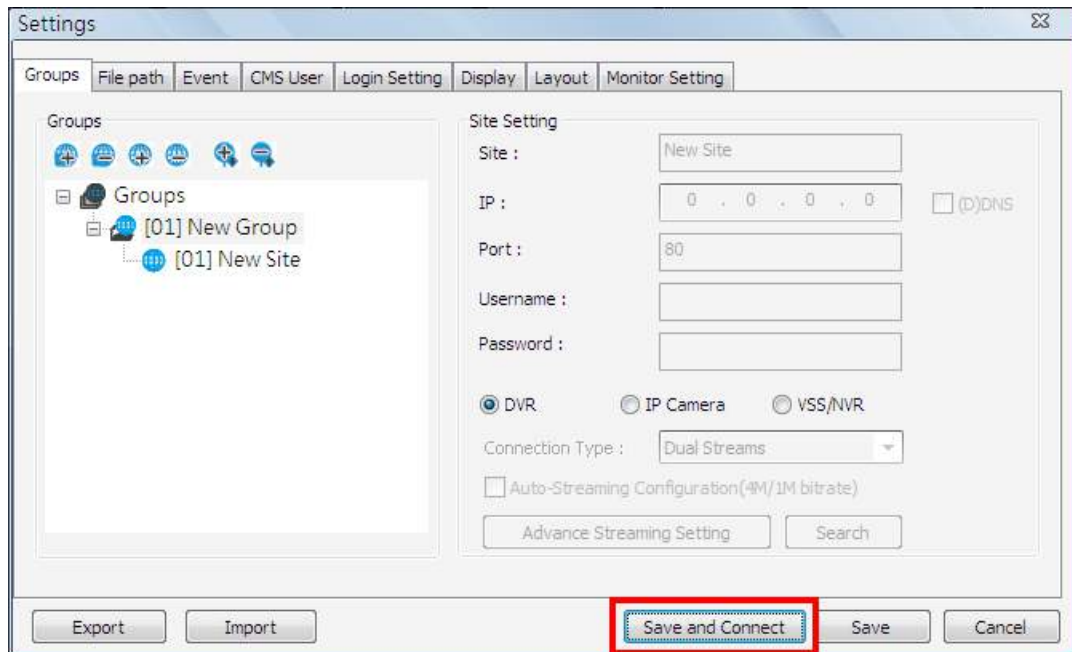 Settings
Groups File path Event CMS User Login Setting Display Layout Monitor Setting
Groups
Groups
[01] New Group
[01] New Site
Site Setting
Site : New Site
IP : 0 . 0 . 0 . 0 (D)DNS
Port : 80
Username :
Password :
DVR IP Camera VSS/NVR
Connection Type : Dual Streams
Auto-Streaming Configuration(4M/1M bitrate)
Advance Streaming Setting Search
Export Import Save and Connect Save Cancel